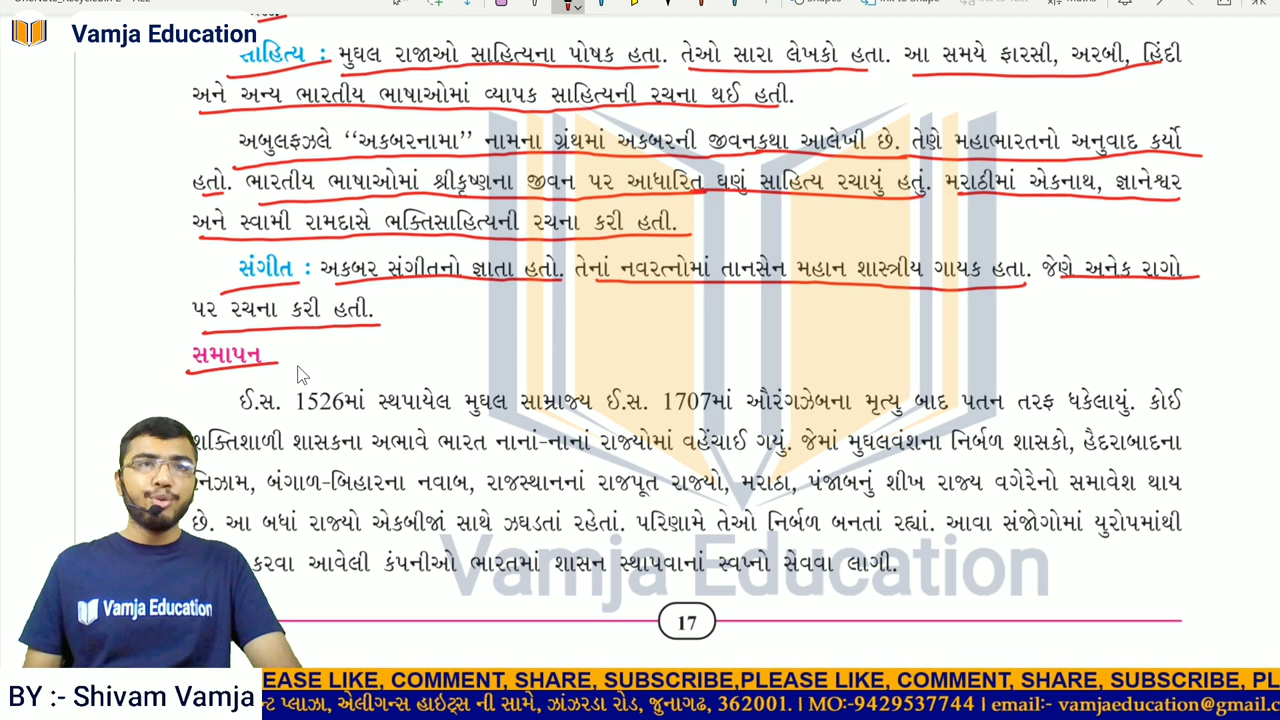 Vamja Education
સાહિત્ય : મુઘલ રાજાઓ સાહિત્યના પોષક હતા. તેઓ સારા લેખકો હતા. આ સમયે ફારસી, અરબી, હિંદી
અને અન્ય ભારતીય ભાષાઓમાં વ્યાપક સાહિત્યની રચના થઈ હતી.
અબુલફઝલે ‘‘અકબરનામા’’ નામના ગ્રંથમાં અકબરની જીવનકથા આલેખી છે. તેણે મહાભારતનો અનુવાદ કર્યો
હતો. ભારતીય ભાષાઓમાં શ્રીકૃષ્ણના જીવન પર આધારિત ઘણું સાહિત્ય રચાયું હતું. મરાઠીમાં એકનાથ, જ્ઞાનેશ્વર
અને સ્વામી રામદાસે ભક્તિસાહિત્યની રચના કરી હતી.
સંગીત : અકબર સંગીતનો જ્ઞાતા હતો. તેનાં નવરત્નોમાં તાનસેન મહાન શાસ્ત્રીય ગાયક હતા. જેણે અનેક રાગો
પર રચના કરી હતી.
સમાપન
ઈ.સ. 1526માં સ્થપાયેલ મુઘલ સામ્રાજ્ય ઈ.સ. 1707માં ઔરંગઝેબના મૃત્યુ બાદ પતન તરફ ધકેલાયું. કોઈ
શક્તિશાળી શાસકના અભાવે ભારત નાનાં-નાનાં રાજ્યોમાં વહેંચાઈ ગયું. જેમાં મુઘલવંશના નિર્બળ શાસકો, હૈદરાબાદના
નિઝામ, બંગાળ-બિહારના નવાબ, રાજસ્થાનનાં રાજપૂત રાજ્યો, મરાઠા, પંજાબનું શીખ રાજ્ય વગેરેનો સમાવેશ થાય
છે. આ બધાં રાજ્યો એકબીજાં સાથે ઝઘડતાં રહેતાં. પરિણામે તેઓ નિર્બળ બનતાં રહ્યાં. આવા સંજોગોમાં યુરોપમાંથી
કરવા આવેલી કંપનીઓ ભારતમાં શાસન સ્થાપવાનાં સ્વપ્નો સેવવા લાગી.
Vamja Education
17
Vamja Education
BY :- Shivam Vamja
EASE LIKE, COMMENT, SHARE, SUBSCRIBE,PLEASE LIKE, COMMENT, SHARE, SUBSCRIBE, PL
ન્ટ પ્લાઝા, એલીગન્સ હાઇટ્સ ની સામે, ઝાંઝરડા રોડ, જુનાગઢ, 362001. | MO:-9429537744 | email:- vamjaeducation@gmail.c